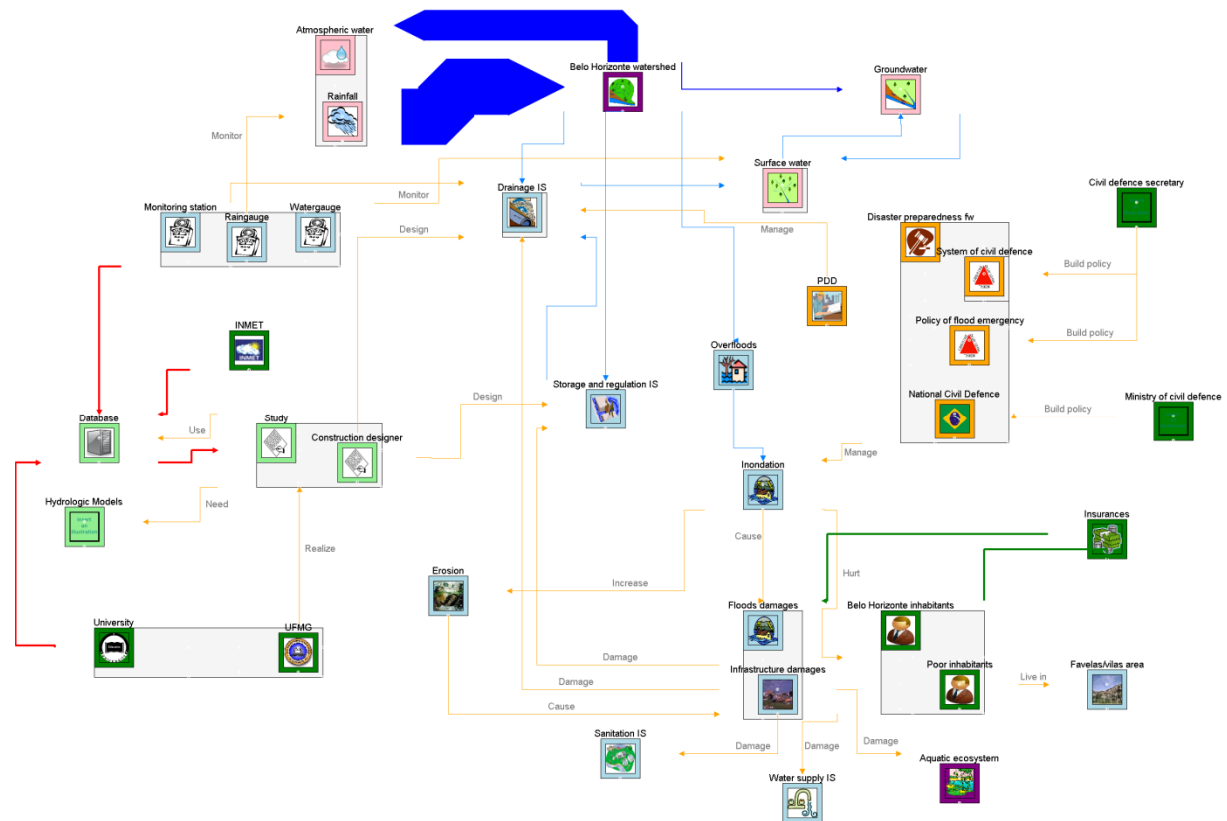 Atmospheric water
Belo Horizonte watershed
Groundwater
Rainfall
Monitor
Surface water
Drainage IS
Monitor
Civil defence secretary
Monitoring station
Raingauge
Watergauge
Design
Manage
Disaster preparedness fw
System of civil defence
Build policy
PDD
INMET
INMET
Policy of flood emergency
Build policy
Overfloods
Storage and regulation IS
National Civil Defence
Ministry of civil defence
Design
Build policy
Database
Use
Study
Construction designer
Manage
Inondation
Hydrologic Models
Need
Insurances
Cause
Realize
Erosion
Increase
Hurt
Floods damages
Belo Horizonte inhabitants
University
UFMG
Damage
Infrastructure damages
Poor inhabitants
Favelas/vilas area
Damage
Live in
Cause
Sanitation IS
Damage
Damage
Damage
Aquatic ecosystem
Water supply IS